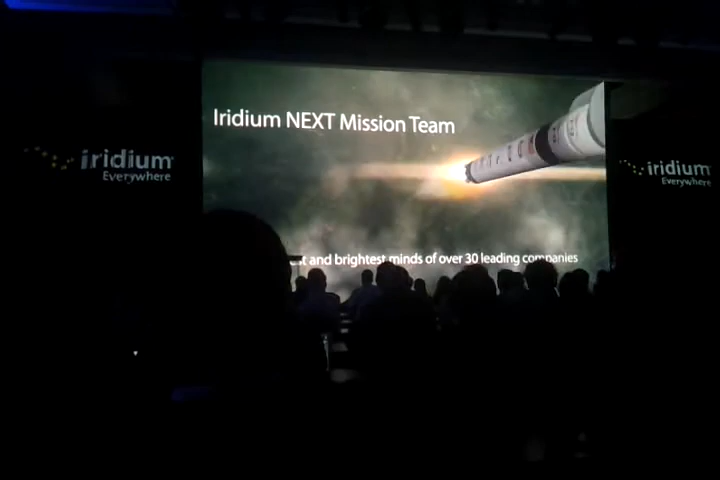 Iridium NEXT Mission Team
iridium
Everywhere
iridium
Everywhere
and brightest minds of over 30 leading companies